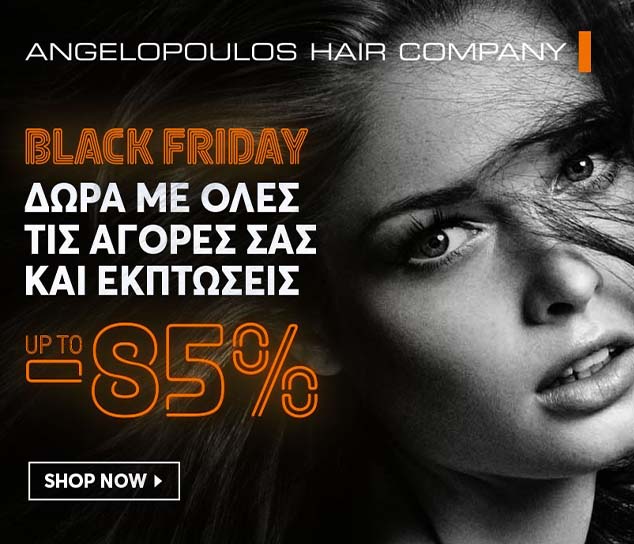 ANGELOPOULOS HAIR COMPANY
BLACK FRIDAY
ΔΩΡΑ ΜΕ ΟΛΕΣ
ΤΙΣ ΑΓΟΡΕΣ ΣΑΣ
ΚΑΙ ΕΚΠΤΩΣΕΙΣ
UP TO
-85%
SHOP NOW